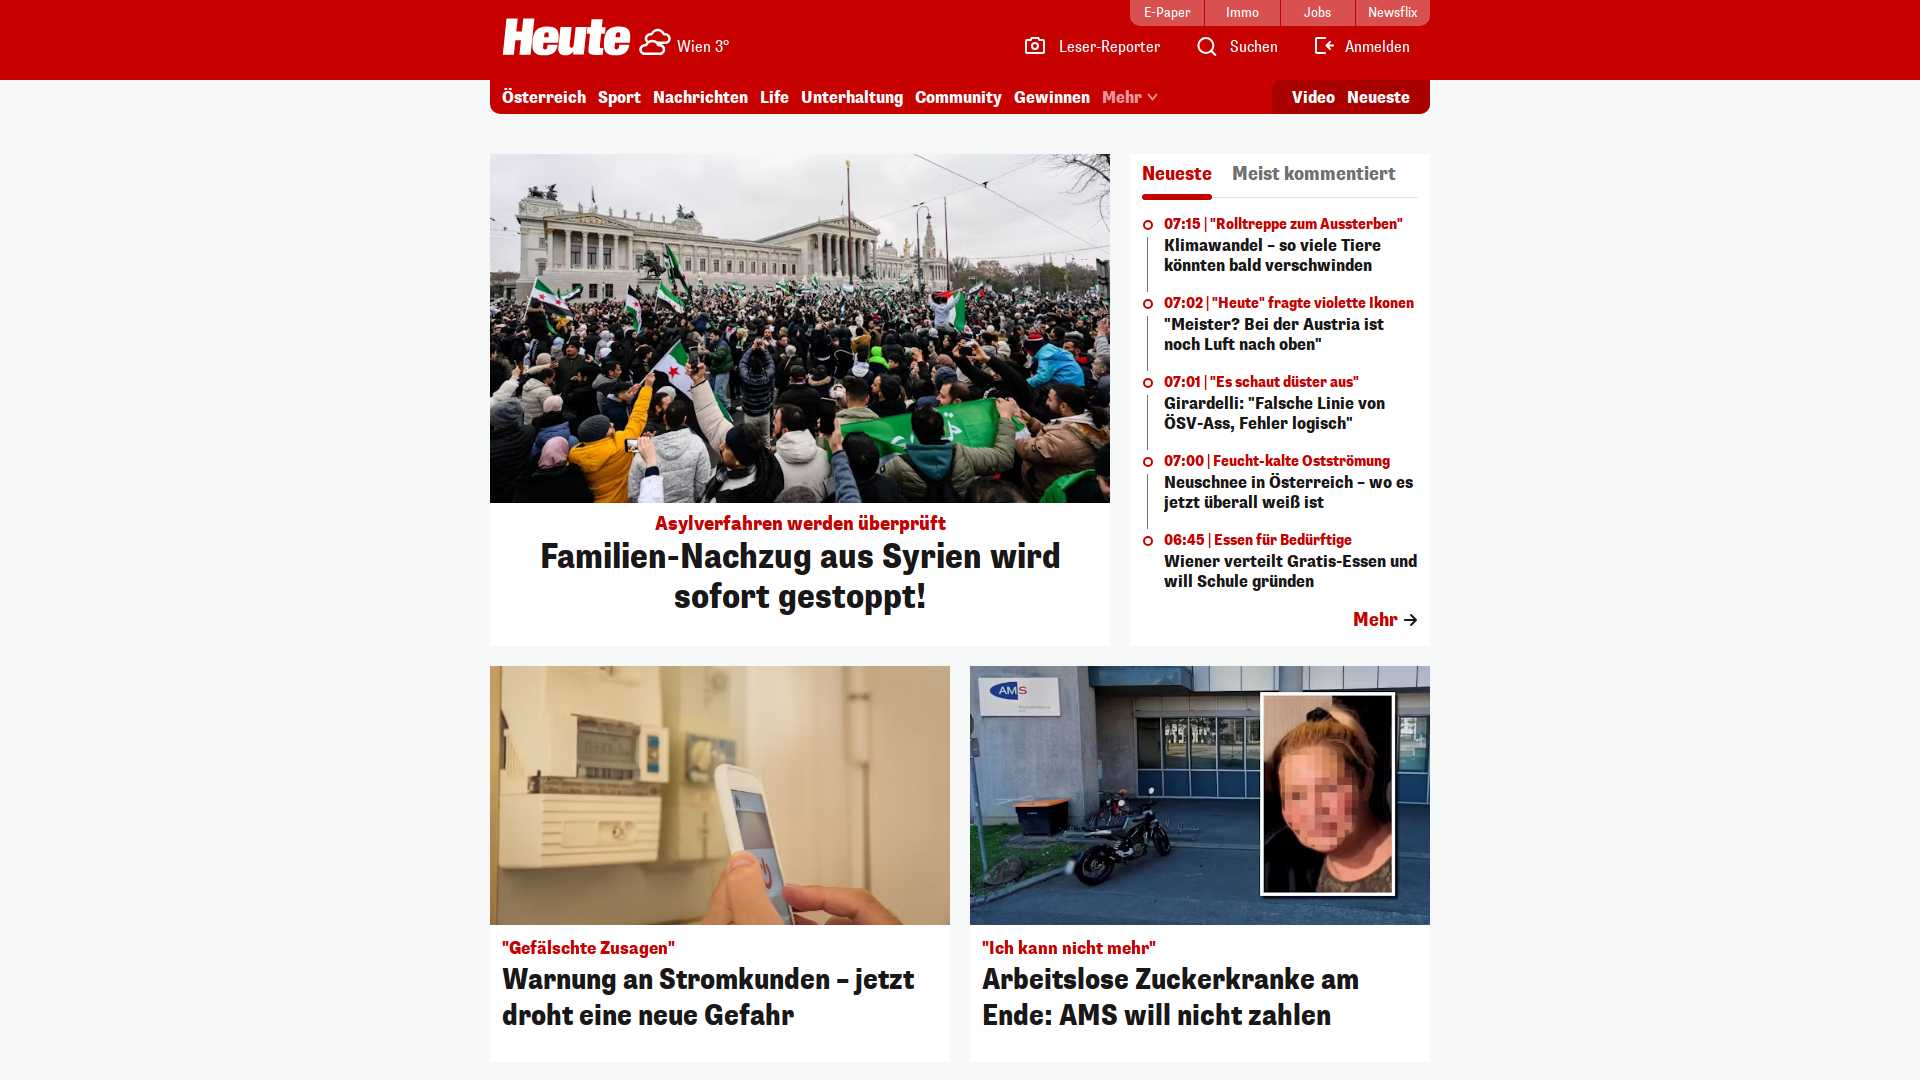 E-Paper
Immo
Jobs
Newsflix
Heute
Wien 3°
Leser-Reporter
Suchen
Anmelden
Österreich
Sport
Nachrichten
Life
Unterhaltung
Community
Gewinnen
Mehr
Video
Neueste
Asylverfahren werden überprüft
Familien-Nachzug aus Syrien wird
sofort gestoppt!
Neueste
Meist kommentiert
07:15 | "Rolltreppe zum Aussterben"
Klimawandel – so viele Tiere
könnten bald verschwinden
07:02 | "Heute" fragte violette Ikonen
"Meister? Bei der Austria ist
noch Luft nach oben"
07:01 | "Es schaut düster aus"
Girardelli: "Falsche Linie von
ÖSV-Ass, Fehler logisch"
07:00 | Feucht-kalte Ostströmung
Neuschnee in Österreich – wo es
jetzt überall weiß ist
06:45 | Essen für Bedürftige
Wiener verteilt Gratis-Essen und
will Schule gründen
Mehr
"Gefälschte Zusagen"
Warnung an Stromkunden – jetzt
droht eine neue Gefahr
AMS
"Ich kann nicht mehr"
Arbeitslose Zuckerkranke am
Ende: AMS will nicht zahlen